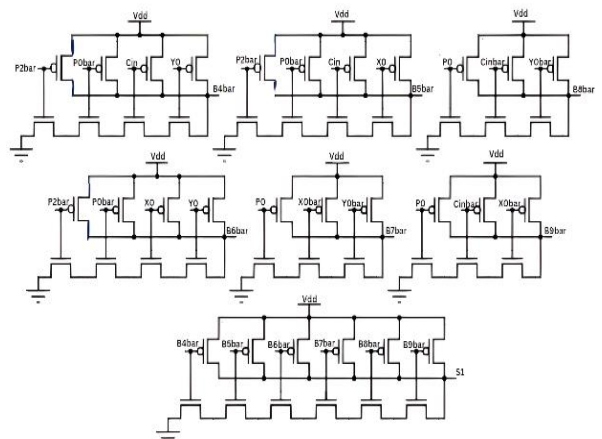 Vdd Vdd Vdd
P2bar P0bar Cin Y0 P2bar P0bar Cin X0 P0 Cinbar Y0bar
B4bar B5bar B8bar
Vdd Vdd Vdd
P2bar P0bar X0 Y0 P0 X0bar Y0bar P0 Cinbar X0bar
B6bar B7bar B9bar
Vdd
B4bar B5bar B6bar B7bar B8bar B9bar
S1